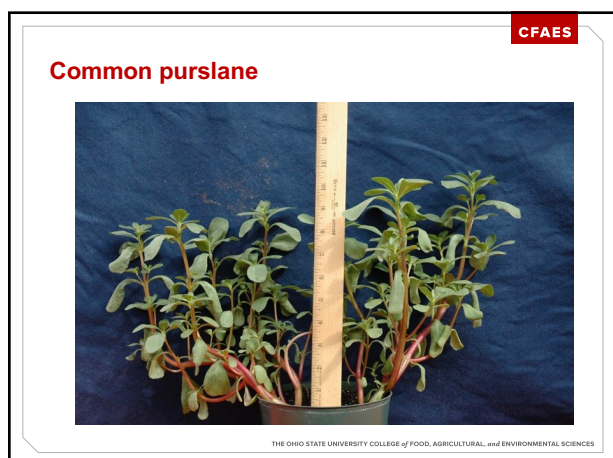 CFAES
Common purslane
THE OHIO STATE UNIVERSITY COLLEGE of FOOD, AGRICULTURAL, and ENVIRONMENTAL SCIENCES